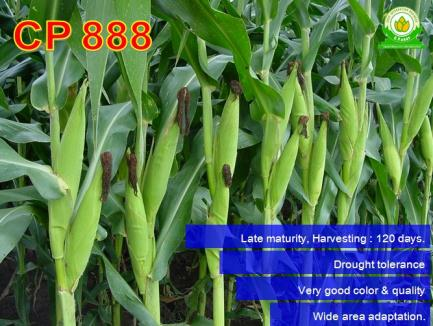 CP 888
Late maturity, Harvesting : 120 days.
Drought tolerance
Very good color & quality
Wide area adaptation.